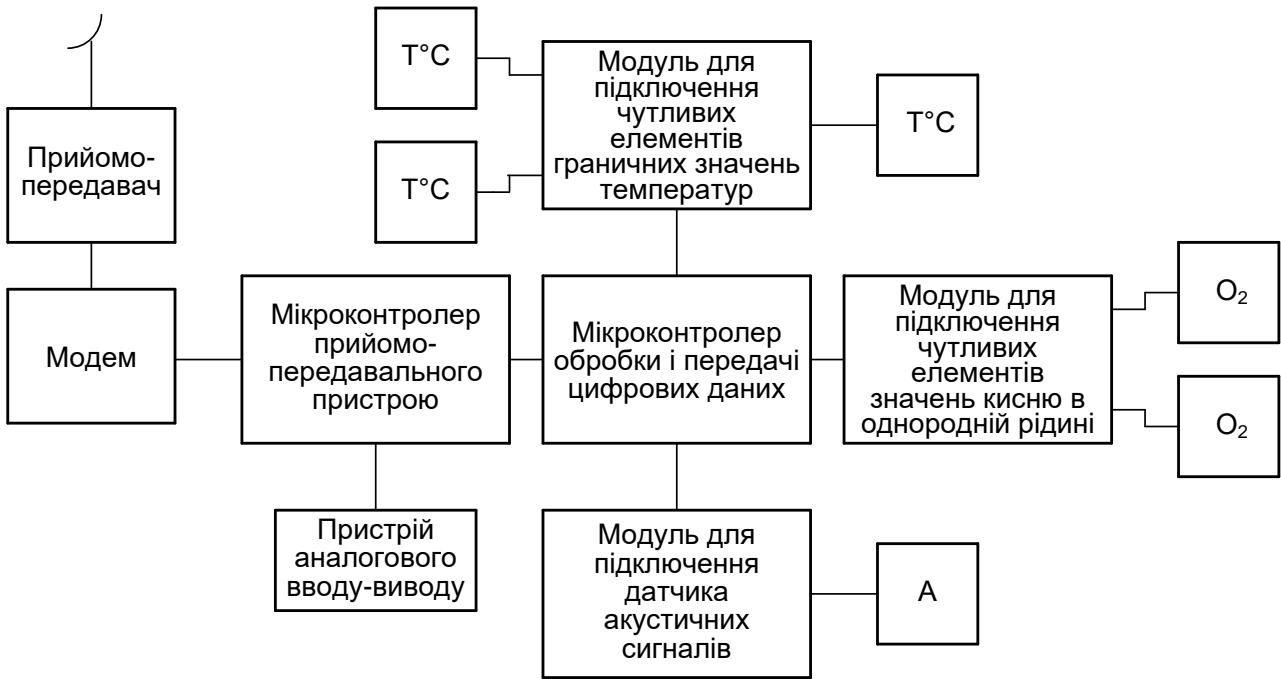 T°C
Модуль для
підключення
чутливих
елементів
граничних значень
температур
T°C
Прийомо-
передавач
T°C
Модем
Мікроконтролер
прийомо-
передавального
пристрою
Мікроконтролер
обробки і передачі
цифрових даних
Модуль для
підключення
чутливих
елементів
значень кисню в
однородній рідині
O₂
O₂
Пристрій
аналогового
вводу-виводу
Модуль для
підключення
датчика
акустичних
сигналів
А